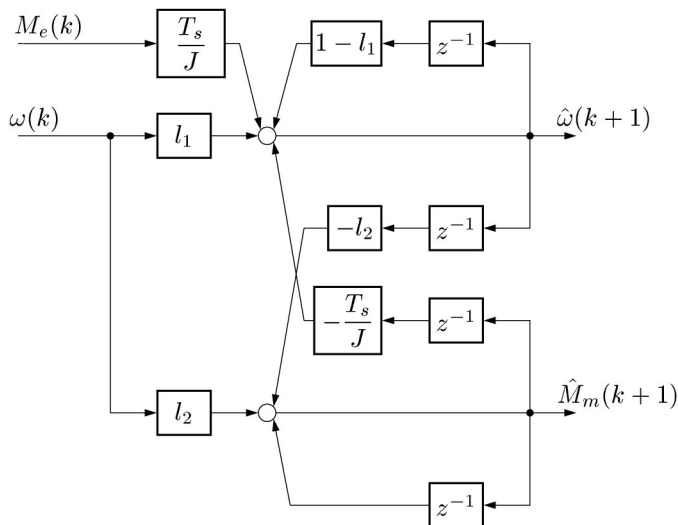 M_e(k)
T_s
J
1 − l_1
z^{−1}
ω(k)
l_1
ω̂(k+1)
−l_2
z^{−1}
−T_s
J
z^{−1}
l_2
M̂_m(k+1)
z^{−1}